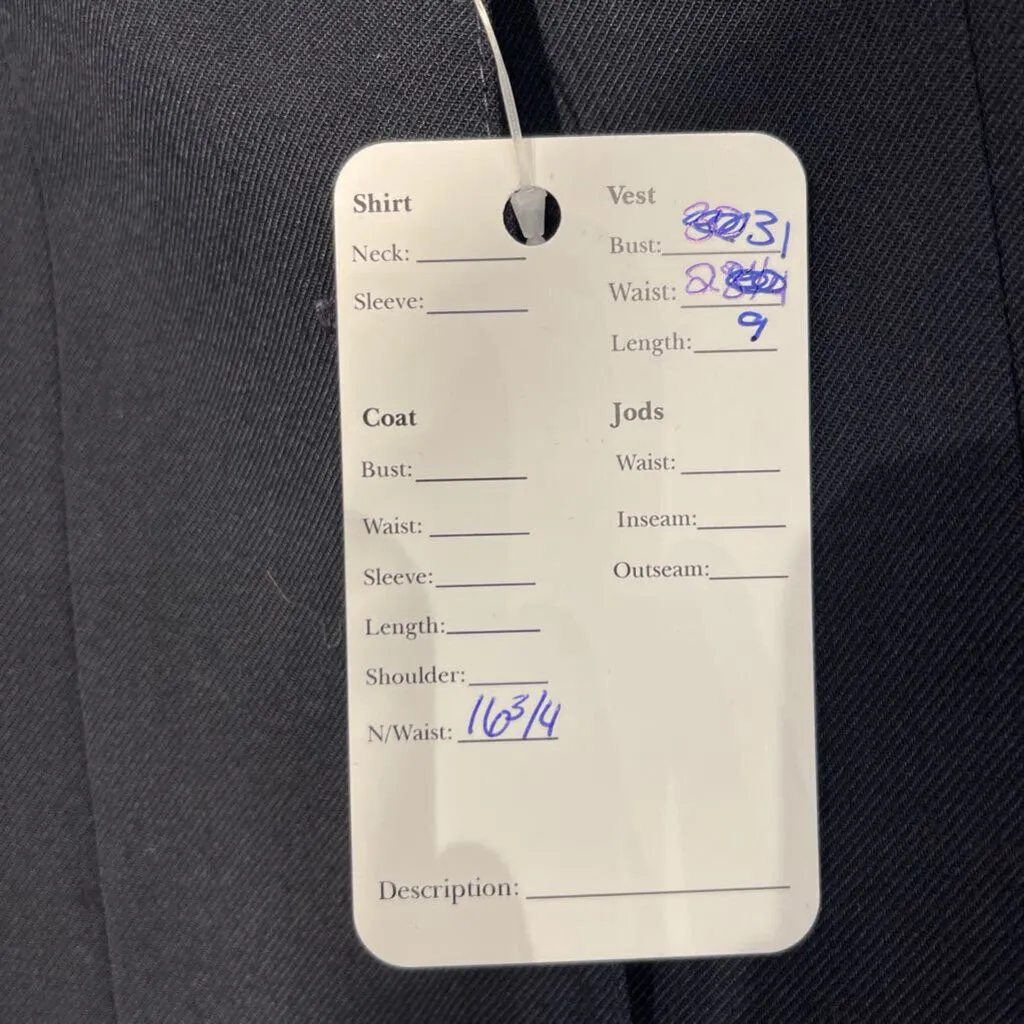 Shirt
Neck:
Sleeve:
Vest
Bust: 31
Waist:
Length: 9
Coat
Bust:
Waist:
Sleeve:
Length:
Shoulder:
N/Waist: 16 3/4
Jods
Waist:
Inseam:
Outseam:
Description: